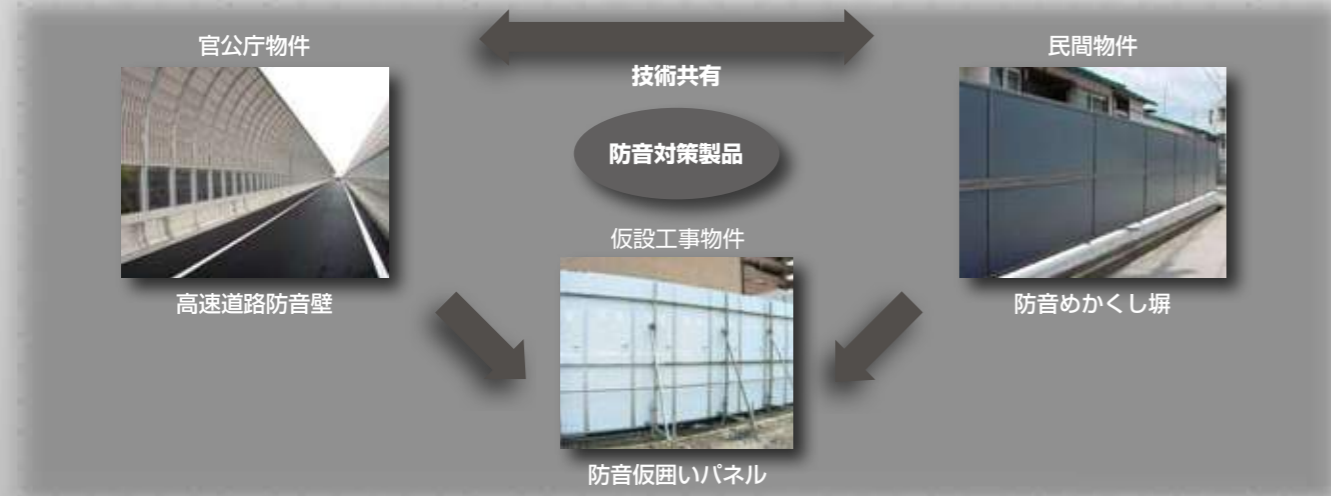 官公庁物件
民間物件
技術共有
防音対策製品
仮設工事物件
高速道路防音壁
防音めかくし塀
防音仮囲いパネル